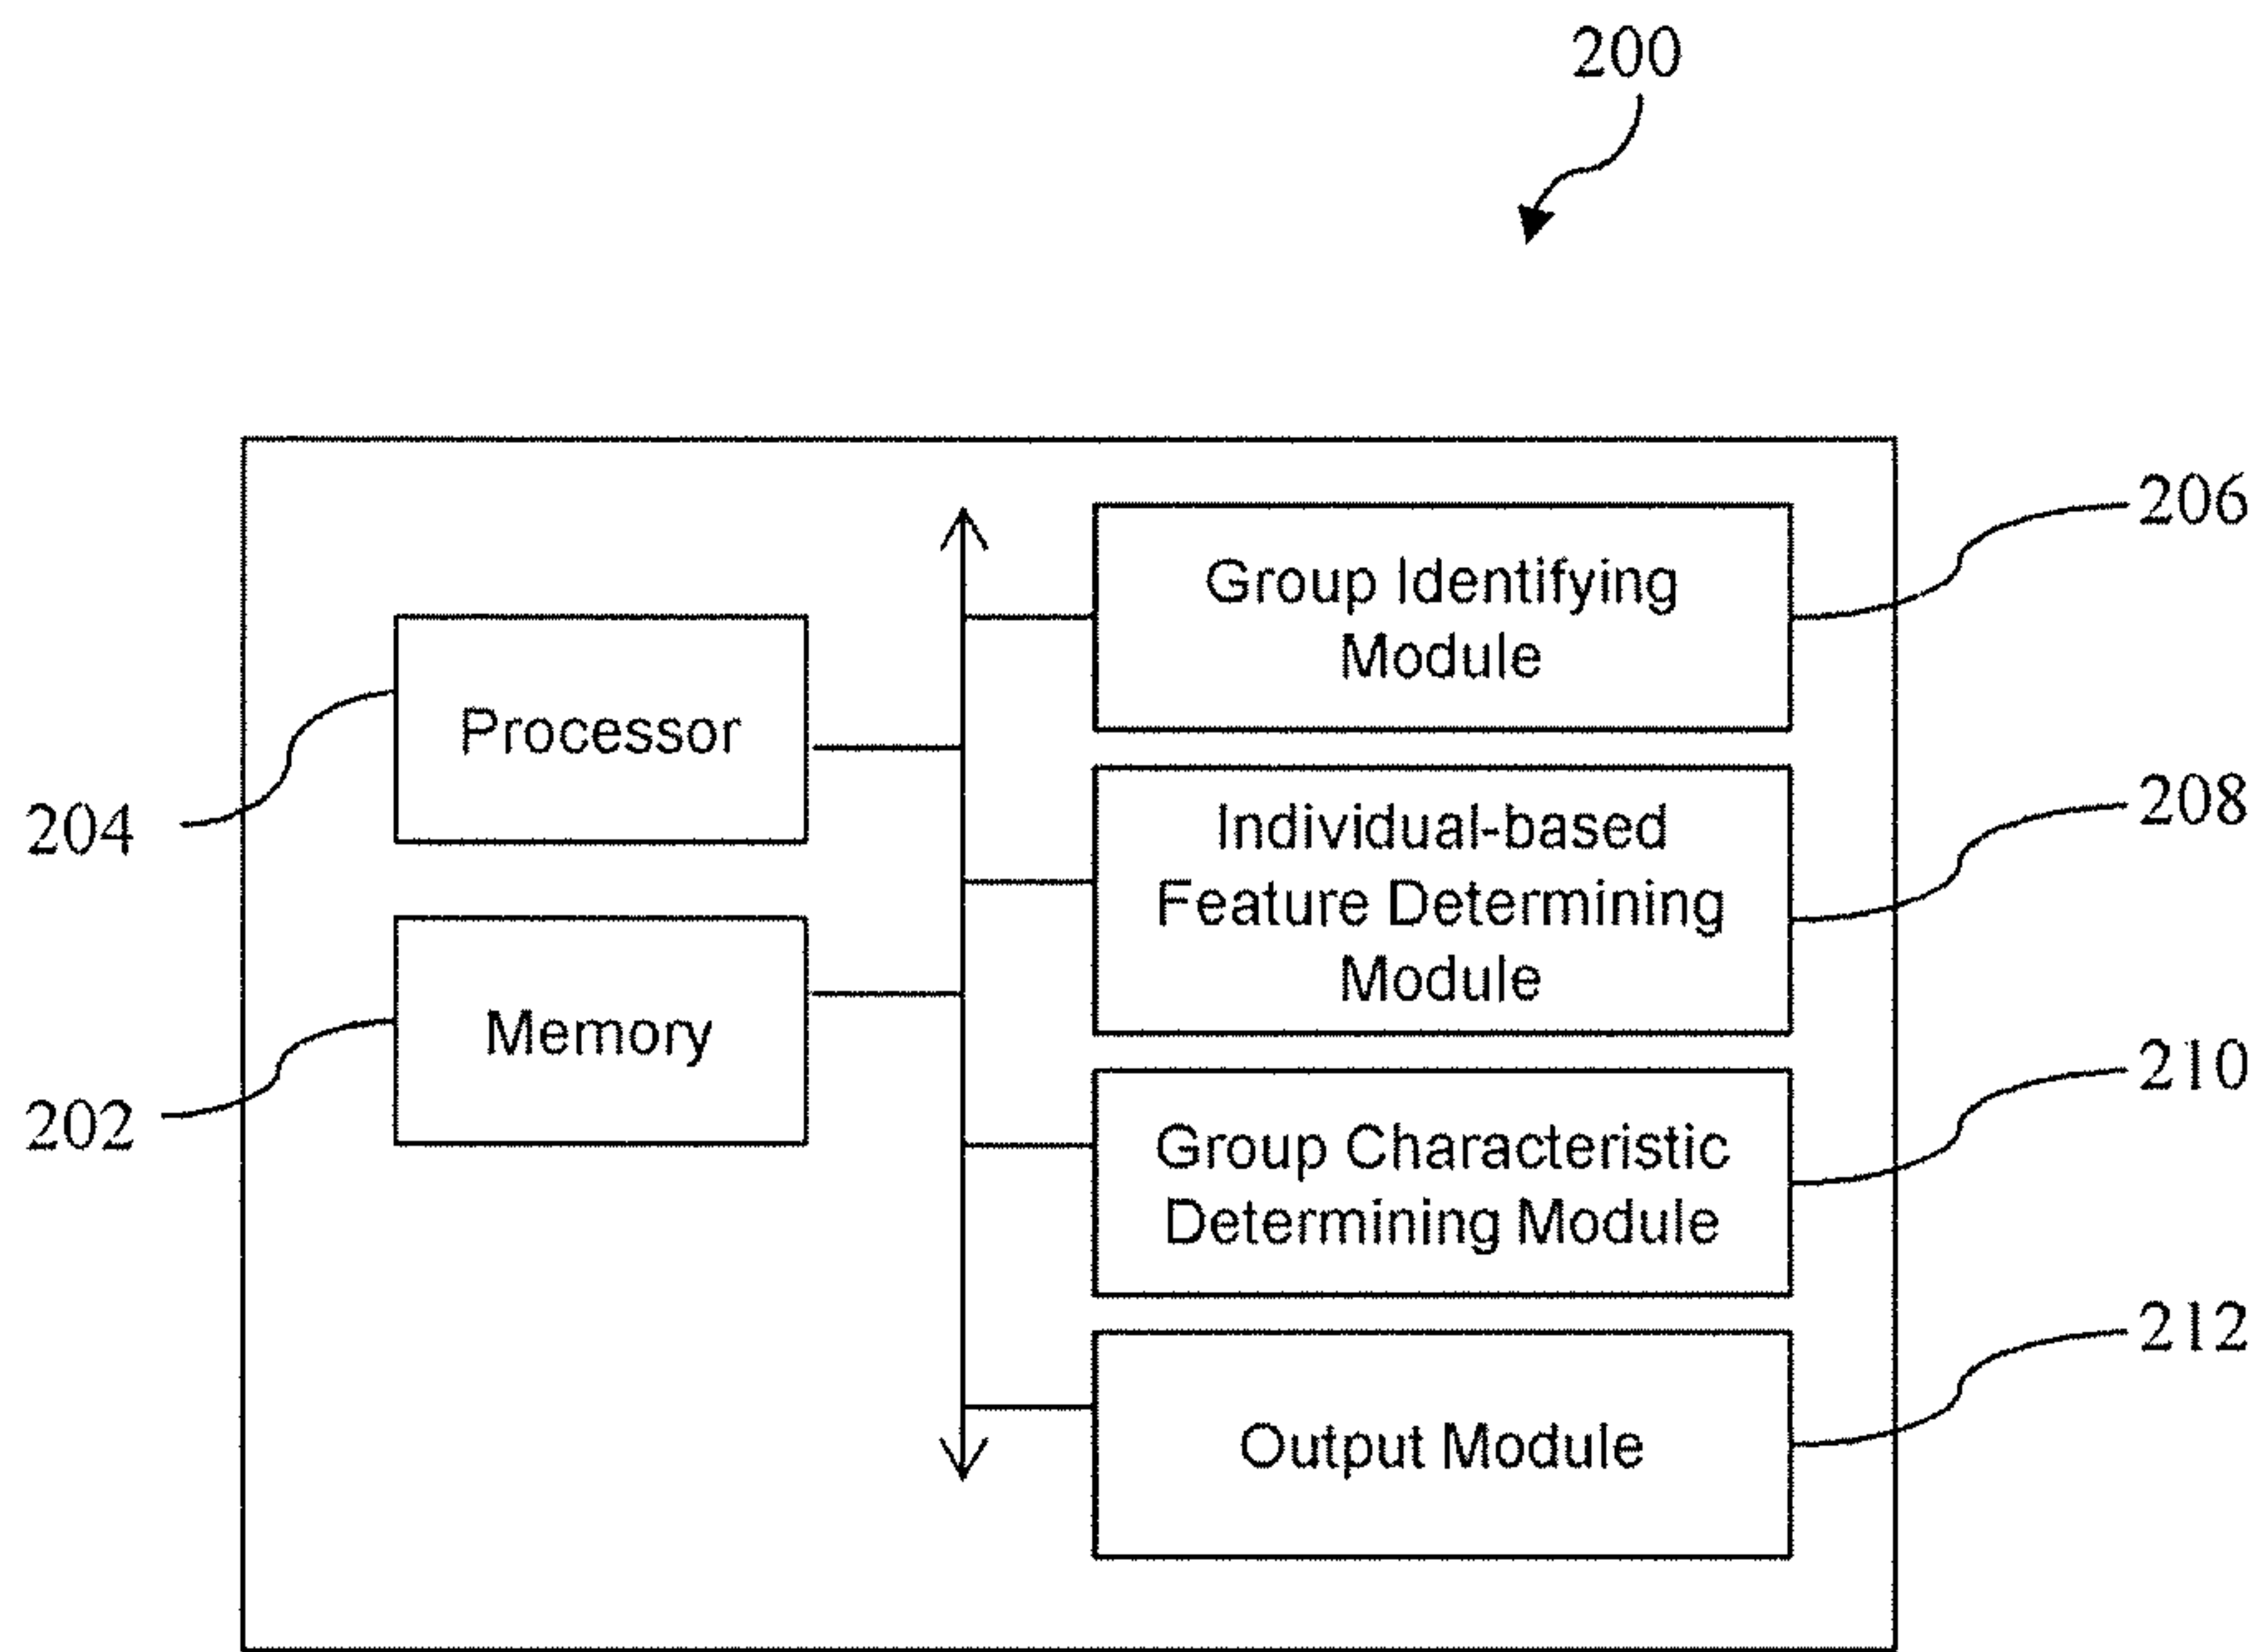 200
206
Group Identifying
Module
204
Processor
208
Individual-based
Feature Determining
Module
202
Memory
210
Group Characteristic
Determining Module
212
Output Module